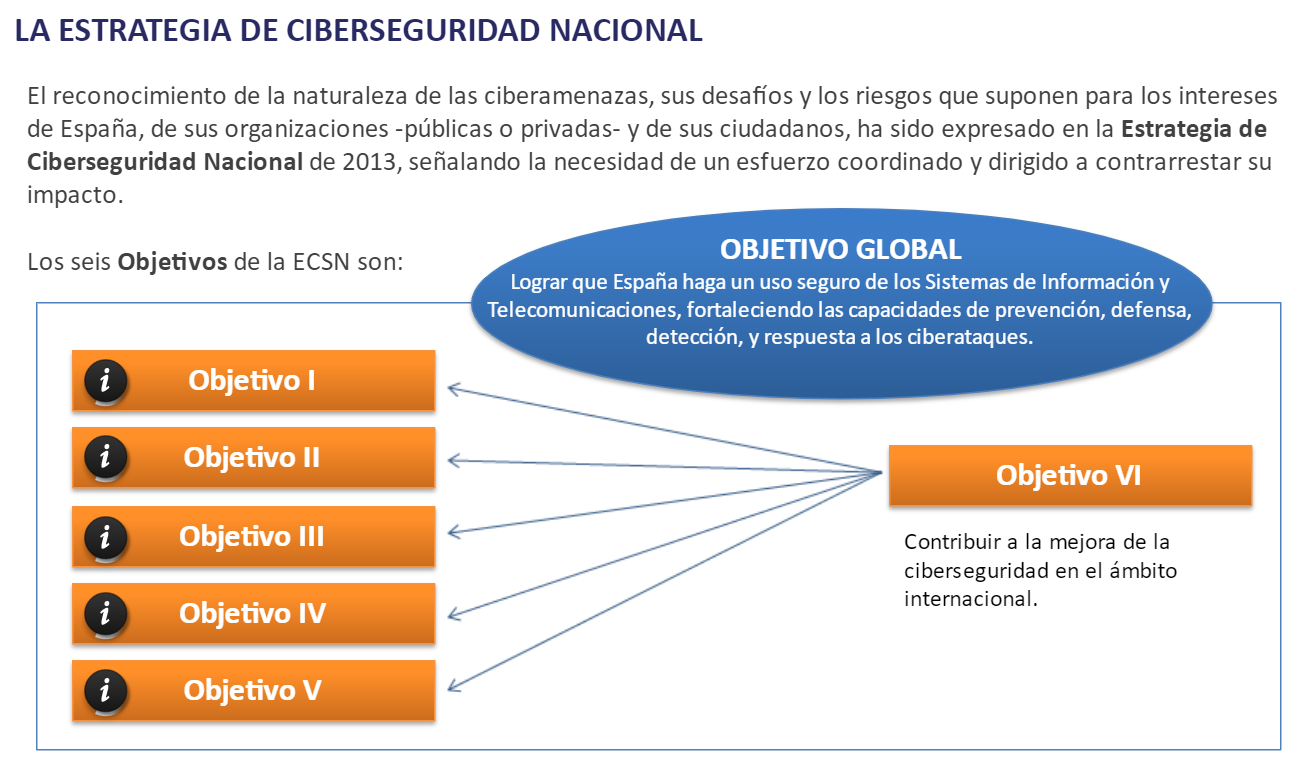 LA ESTRATEGIA DE CIBERSEGURIDAD NACIONAL
El reconocimiento de la naturaleza de las ciberamenazas, sus desafíos y los riesgos que suponen para los intereses
de España, de sus organizaciones -públicas o privadas- y de sus ciudadanos, ha sido expresado en la Estrategia de
Ciberseguridad Nacional de 2013, señalando la necesidad de un esfuerzo coordinado y dirigido a contrarrestar su
impacto.
Los seis Objetivos de la ECSN son:
OBJETIVO GLOBAL
Lograr que España haga un uso seguro de los Sistemas de Información y
Telecomunicaciones, fortaleciendo las capacidades de prevención, defensa,
detección, y respuesta a los ciberataques.
i Objetivo I
i Objetivo II
i Objetivo III
i Objetivo IV
i Objetivo V
Objetivo VI
Contribuir a la mejora de la
ciberseguridad en el ámbito
internacional.